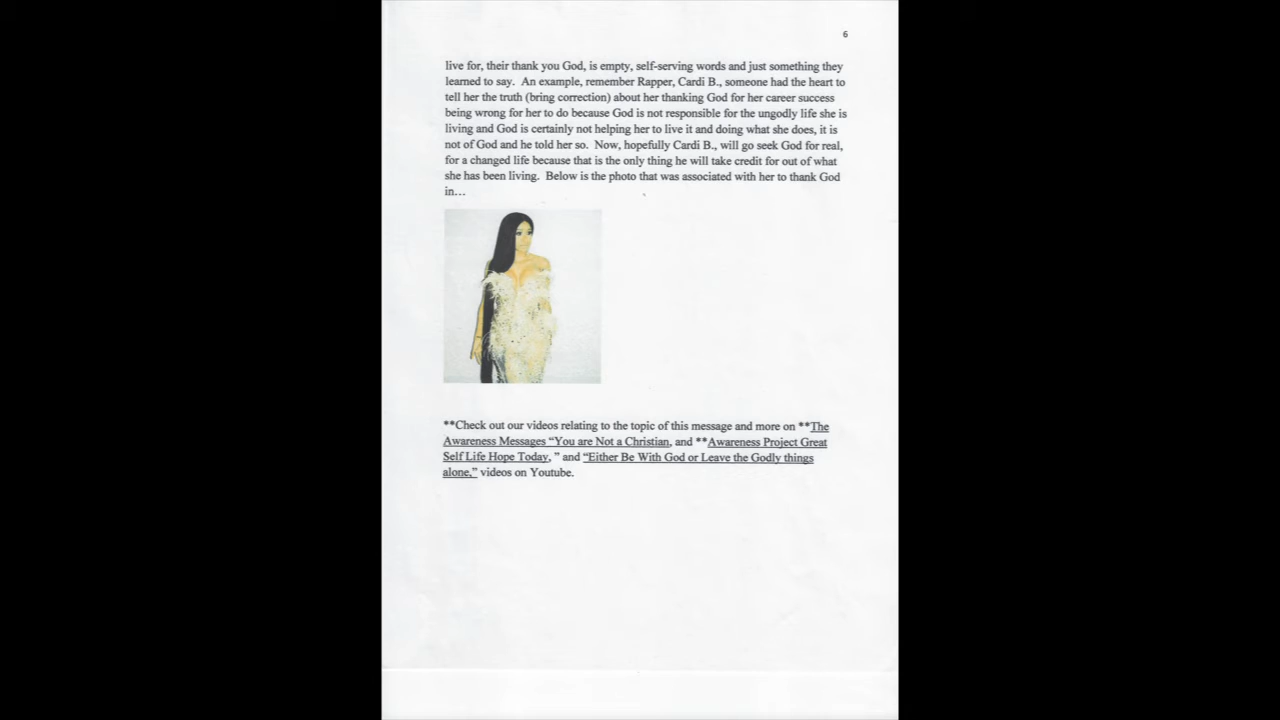 6
live for, their thank you God, is empty, self-serving words and just something they
learned to say. An example, remember Rapper, Cardi B., someone had the heart to
tell her the truth (bring correction) about her thanking God for her career success
being wrong for her to do because God is not responsible for the ungodly life she is
living and God is certainly not helping her to live it and doing what she does, it is
not of God and he told her so. Now, hopefully Cardi B., will go seek God for real,
for a changed life because that is the only thing he will take credit for out of what
she has been living. Below is the photo that was associated with her to thank God
in...
**Check out our videos relating to the topic of this message and more on **The
Awareness Messages “You are Not a Christian, and **Awareness Project Great
Self Life Hope Today, ” and “Either Be With God or Leave the Godly things
alone,” videos on Youtube.